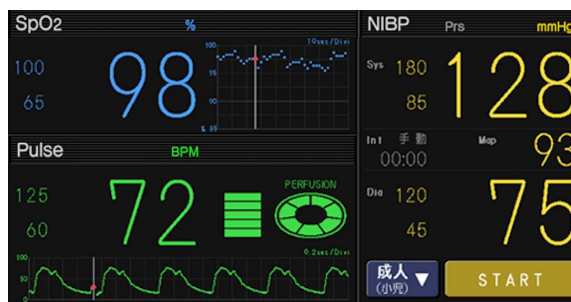 SpO2 %
100
65
98
10sec/Divi
100
95
90
% 85
Pulse BPM
125
60
72
PERFUSION
0.2sec/Divi
100
50
0
NIBP Prs mmHg
Sys 180
85
128
Int 手動 Map
00:00
93
Dia 120
45
75
成人
(小児) ▼
START